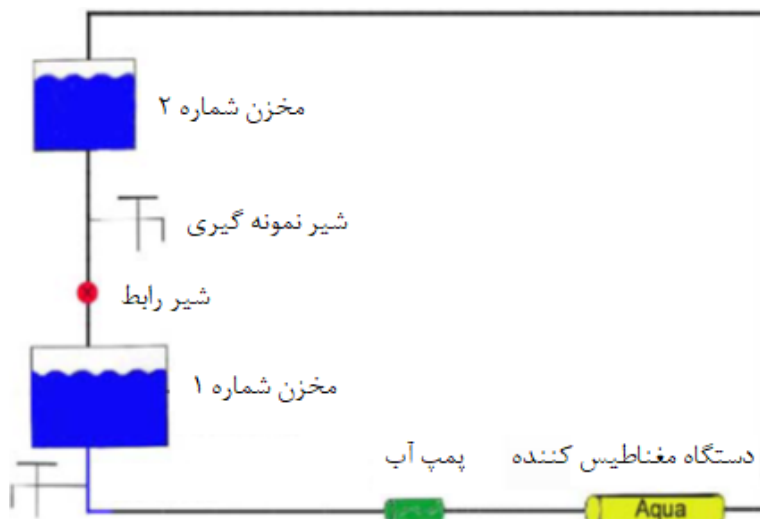 مخزن شماره ۲
شیر نمونه گیری
شیر رابط
مخزن شماره ۱
دستگاه مغناطیس کننده
پمپ آب
Aqua